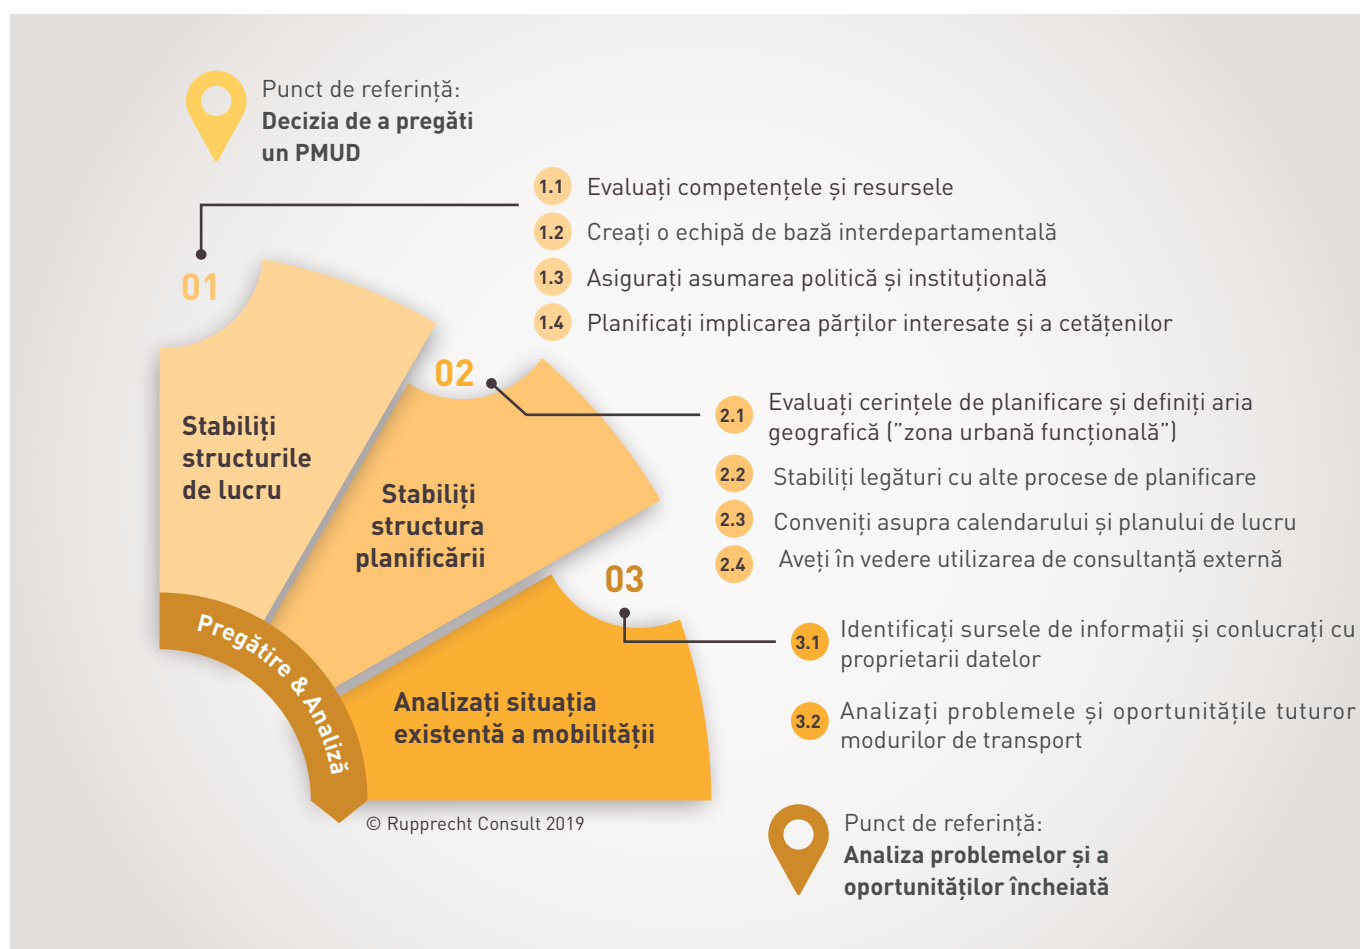 Punct de referință:
Decizia de a pregăti
un PMUD
01
1.1 Evaluați competențele și resursele
1.2 Creați o echipă de bază interdepartamentală
1.3 Asigurați asumarea politică și instituțională
1.4 Planificați implicarea părților interesate și a cetățenilor
Stabiliți
structurile
de lucru
02
2.1 Evaluați cerințele de planificare și definiți aria
geografică (”zona urbană funcțională”)
2.2 Stabiliți legături cu alte procese de planificare
2.3 Conveniți asupra calendarului și planului de lucru
2.4 Aveți în vedere utilizarea de consultanță externă
Stabiliți
structura
planificării
03
3.1 Identificați sursele de informații și conlucrați cu
proprietarii datelor
3.2 Analizați problemele și oportunitățile tuturor
modurilor de transport
Analizați situația
existentă a mobilității
Pregătire & Analiză
© Rupprecht Consult 2019
Punct de referință:
Analiza problemelor și a
oportunităților încheiată